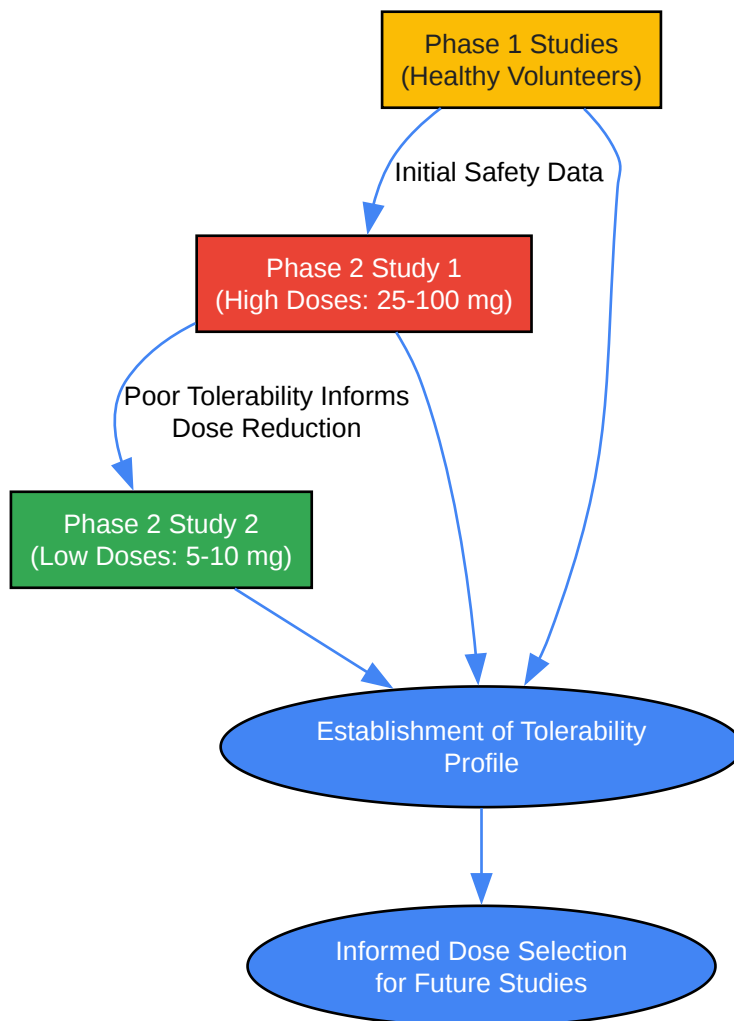 Phase 1 Studies
(Healthy Volunteers)
Initial Safety Data
Phase 2 Study 1
(High Doses: 25-100 mg)
Poor Tolerability Informs
Dose Reduction
Phase 2 Study 2
(Low Doses: 5-10 mg)
Establishment of Tolerability
Profile
Informed Dose Selection
for Future Studies